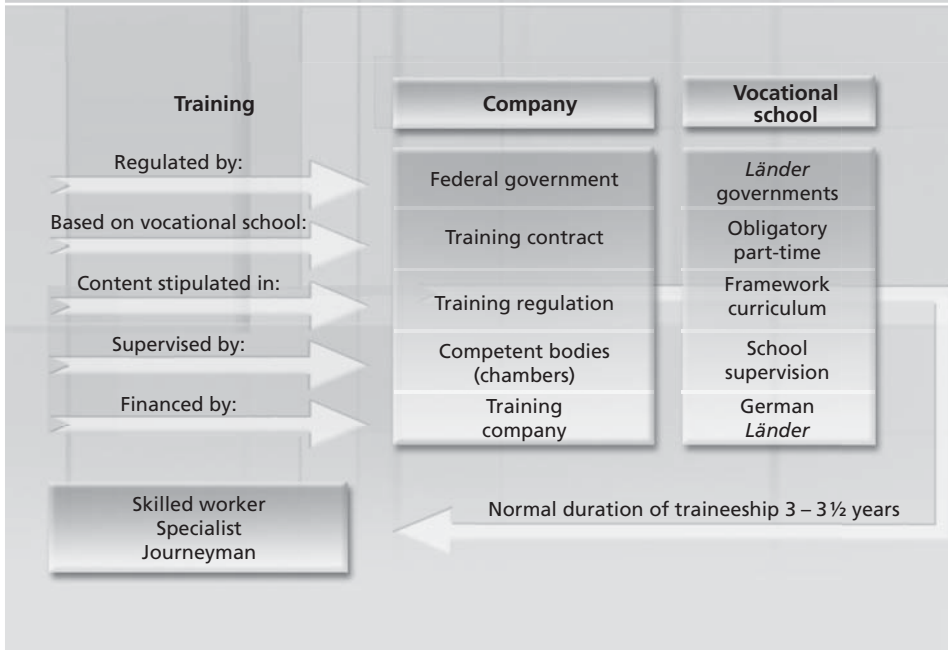 Training
Company
Vocational
school
Regulated by:
Federal government
Länder
governments
Based on vocational school:
Training contract
Obligatory
part-time
Content stipulated in:
Training regulation
Framework
curriculum
Supervised by:
Competent bodies
(chambers)
School
supervision
Financed by:
Training
company
German
Länder
Skilled worker
Specialist
Journeyman
Normal duration of traineeship 3 – 3 ½ years